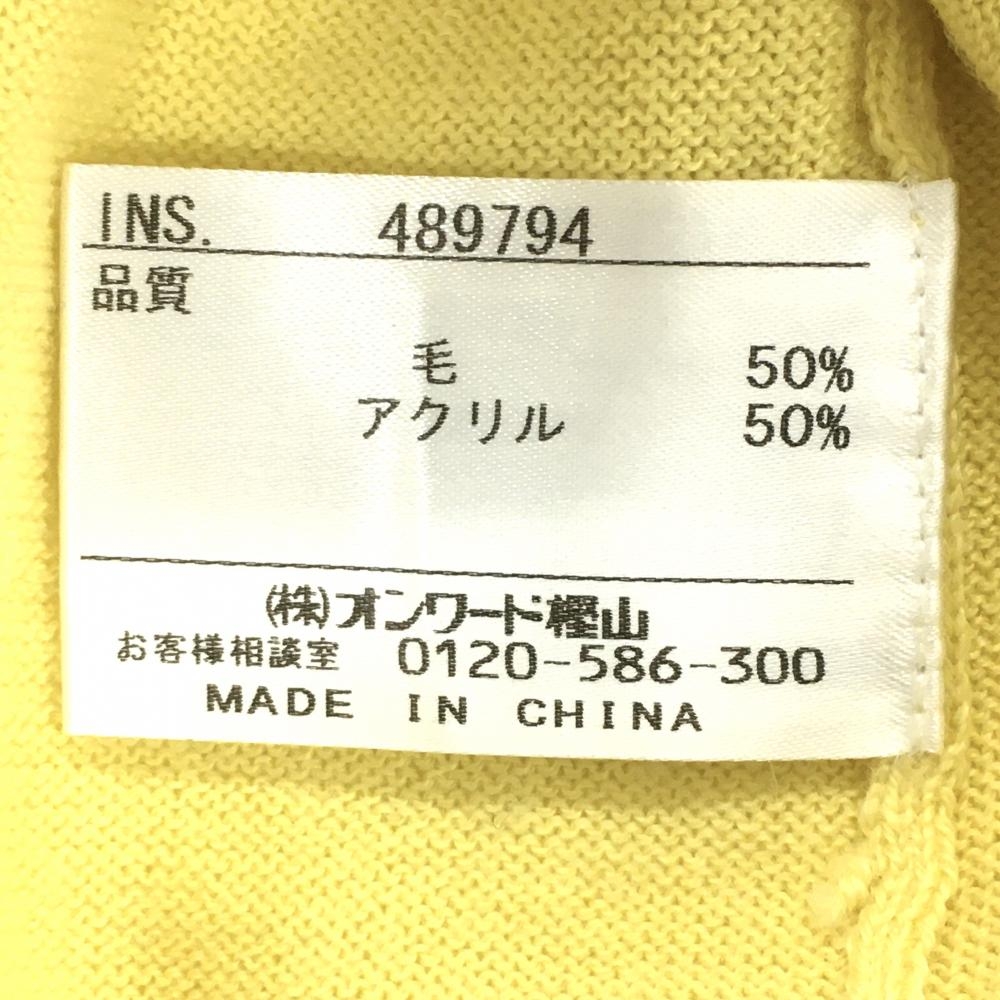 INS. 489794
品質
毛 50%
アクリル 50%
(株)オンワード樫山
お客様相談室 0120-586-300
MADE IN CHINA